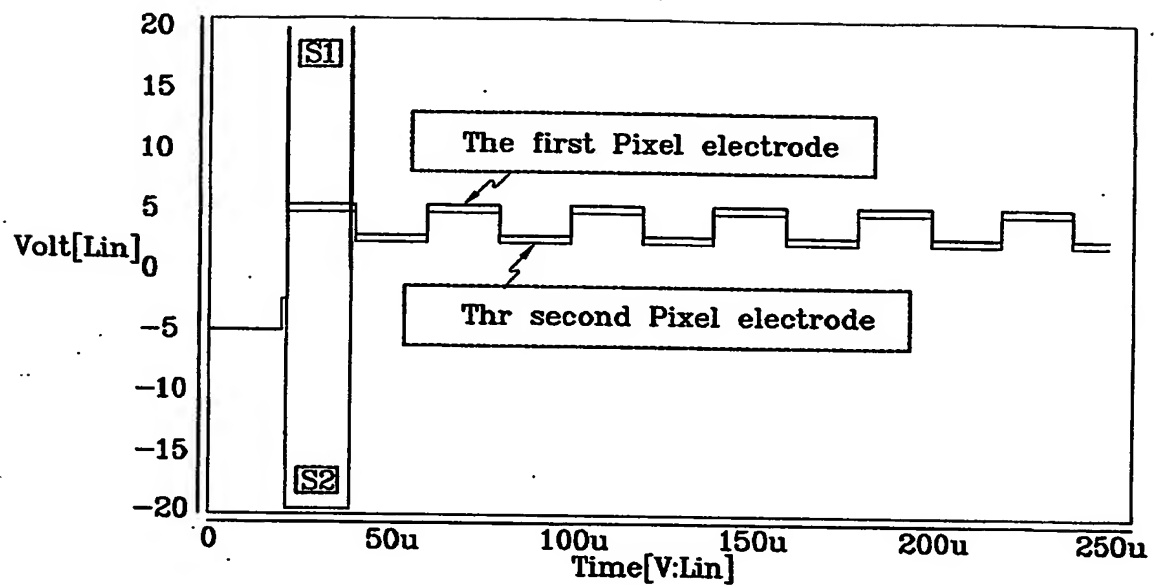 20
[S1]
15
The first Pixel electrode
10
5
Volt[Lin]
0
Thr second Pixel electrode
−5
−10
−15
[S2]
−20
0 50u 100u 150u 200u 250u
Time[V:Lin]